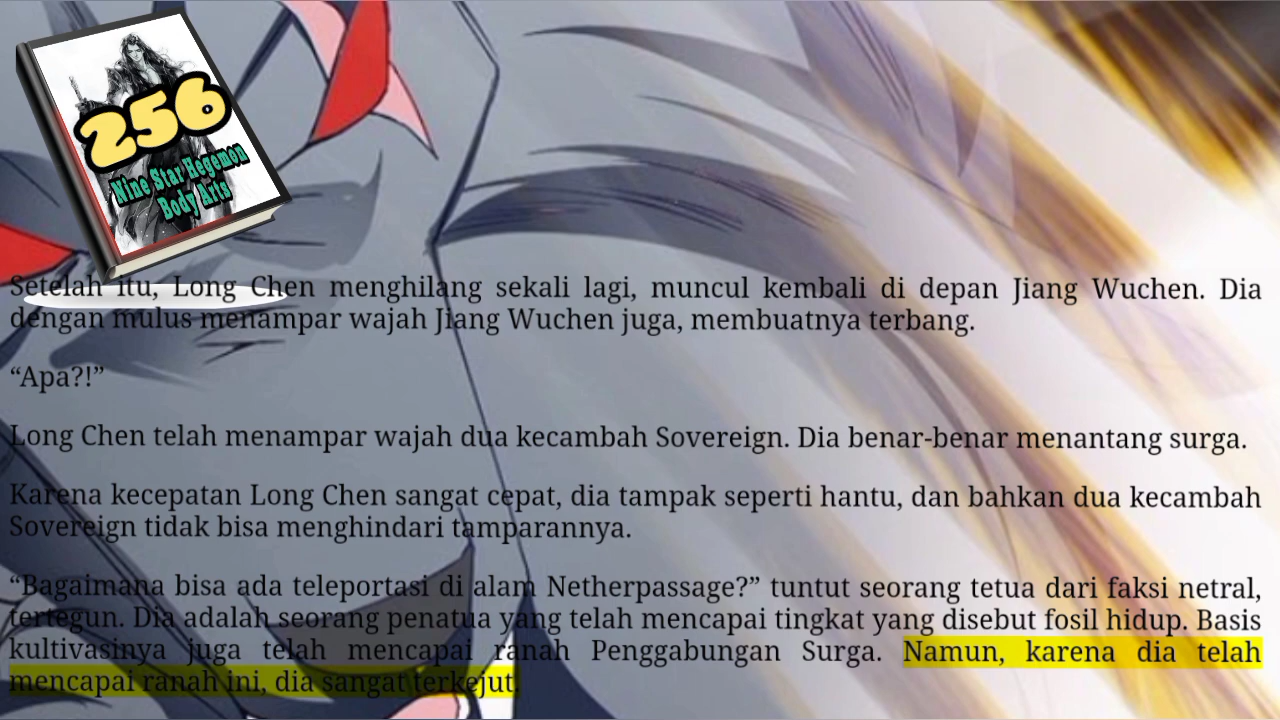 256
Nine Star Hegemon
Body Arts
Setelah itu, Long Chen menghilang sekali lagi, muncul kembali di depan Jiang Wuchen. Dia
dengan mulus menampar wajah Jiang Wuchen juga, membuatnya terbang.
“Apa?!”
Long Chen telah menampar wajah dua kecambah Sovereign. Dia benar-benar menantang surga.
Karena kecepatan Long Chen sangat cepat, dia tampak seperti hantu, dan bahkan dua kecambah
Sovereign tidak bisa menghindari tamparannya.
“Bagaimana bisa ada teleportasi di alam Netherpassage?” tuntut seorang tetua dari faksi netral,
tertegun. Dia adalah seorang penatua yang telah mencapai tingkat yang disebut fosil hidup. Basis
kultivasinya juga telah mencapai ranah Penggabungan Surga. Namun, karena dia telah
mencapai ranah ini, dia sangat terkejut.